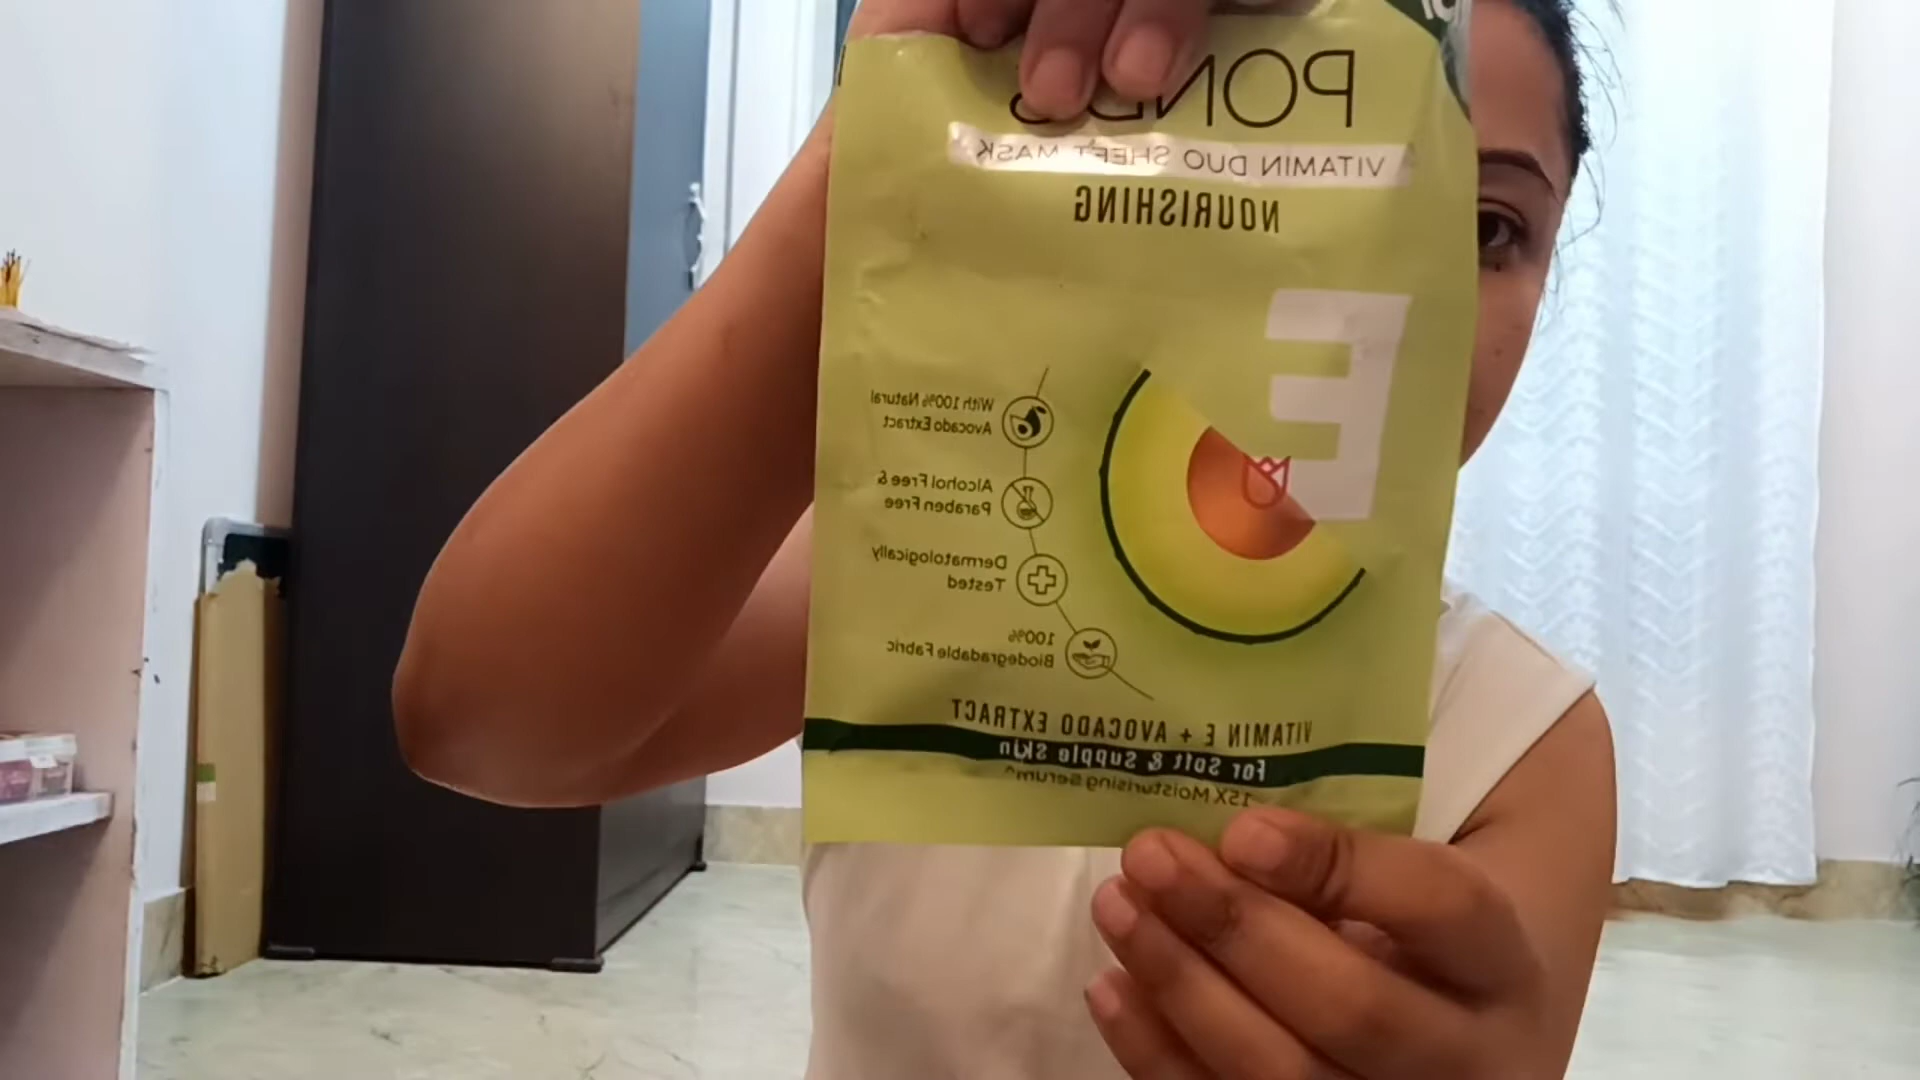 POND'S
VITAMIN DUO SHEET MASK
NOURISHING
E
With 100% Natural
Avocado Extract
Alcohol Free &
Paraben Free
Dermatologically
Tested
100%
Biodegradable Fabric
VITAMIN E + AVOCADO EXTRACT
For Soft & Supple Skin
15X Moisturising Serum^